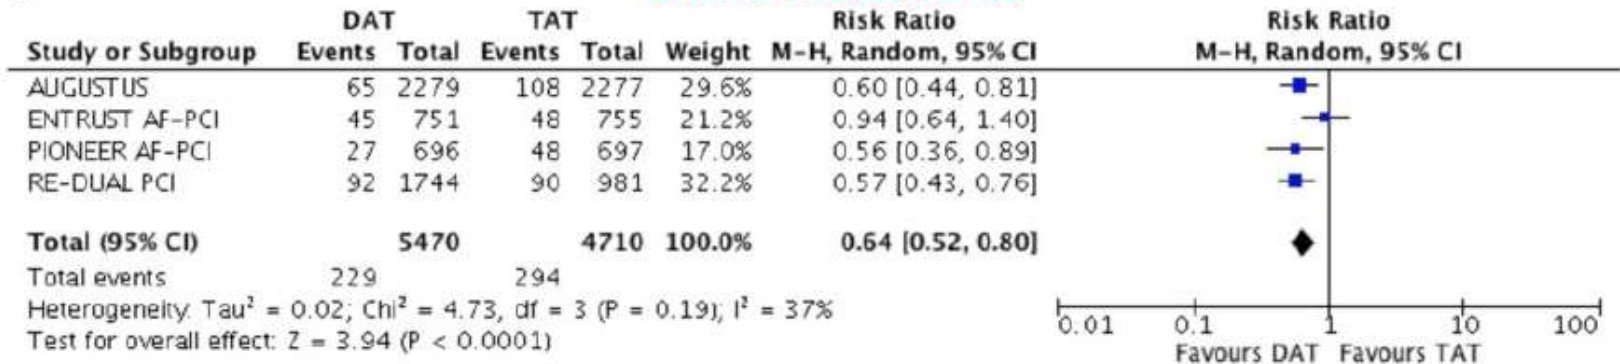 DAT TAT Risk Ratio Risk Ratio
Study or Subgroup Events Total Events Total Weight M-H, Random, 95% CI M-H, Random, 95% CI
AUGUSTUS 65 2279 108 2277 29.6% 0.60 [0.44, 0.81]
ENTRUST AF-PCI 45 751 48 755 21.2% 0.94 [0.64, 1.40]
PIONEER AF-PCI 27 696 48 697 17.0% 0.56 [0.36, 0.89]
RE-DUAL PCI 92 1744 90 981 32.2% 0.57 [0.43, 0.76]
Total (95% CI) 5470 4710 100.0% 0.64 [0.52, 0.80]
Total events 229 294
Heterogeneity: Tau² = 0.02; Chi² = 4.73, df = 3 (P = 0.19); I² = 37%
Test for overall effect: Z = 3.94 (P < 0.0001)
0.01 0.1 1 10 100
Favours DAT Favours TAT